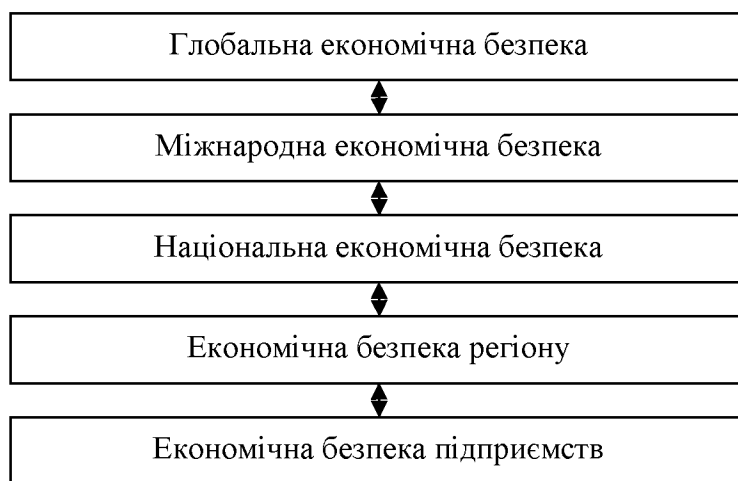 Глобальна економічна безпека
Міжнародна економічна безпека
Національна економічна безпека
Економічна безпека регіону
Економічна безпека підприємств